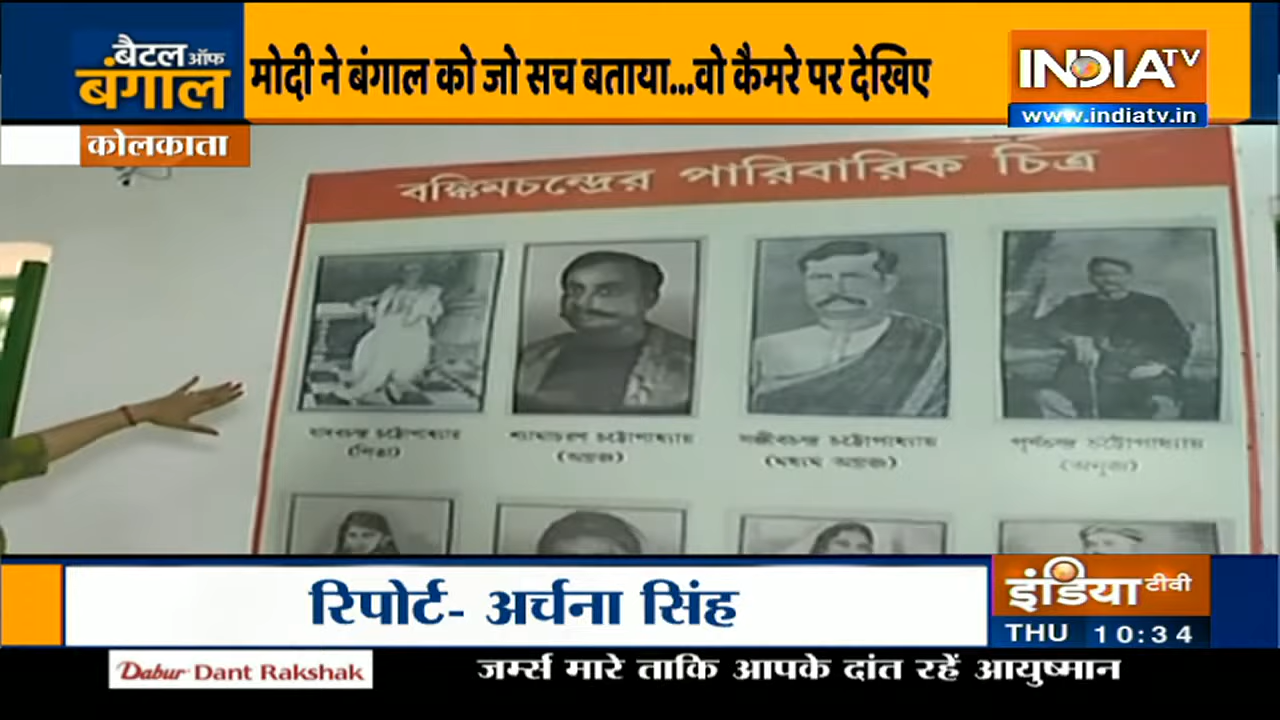 बैटल ऑफ
बंगाल
मोदी ने बंगाल को जो सच बताया...वो कैमरे पर देखिए
INDIA TV
www.indiatv.in
कोलकाता
বঙ্কিমচন্দ্রের পারিবারিক চিত্র
যাদবচন্দ্র চট্টোপাধ্যায়
(পিতা)
শ্যামাচরণ চট্টোপাধ্যায়
(অগ্রজ)
সঞ্জীবচন্দ্র চট্টোপাধ্যায়
(মধ্যম অগ্রজ)
পূর্ণচন্দ্র চট্টোপাধ্যায়
(অনুজ)
रिपोर्ट- अर्चना सिंह
इंडिया टीवी
THU 10:34
Dabur Dant Rakshak
जर्म्स मारे ताकि आपके दांत रहें आयुष्मान